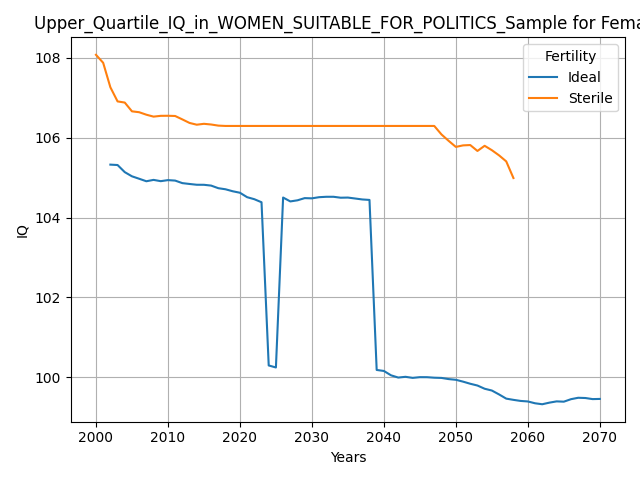 Upper_Quartile_IQ_in_WOMEN_SUITABLE_FOR_POLITICS_Sample for Fema
108
106
104
102
100
IQ
Fertility
Ideal
Sterile
2000 2010 2020 2030 2040 2050 2060 2070
Years